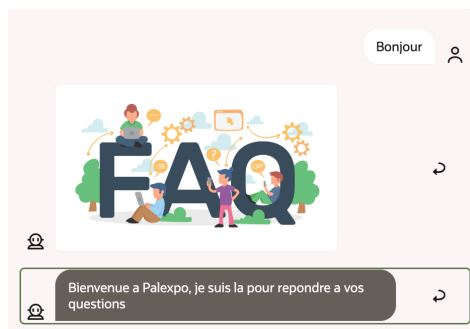 Bonjour
FAQ
Bienvenue a Palexpo, je suis la pour repondre a vos
questions